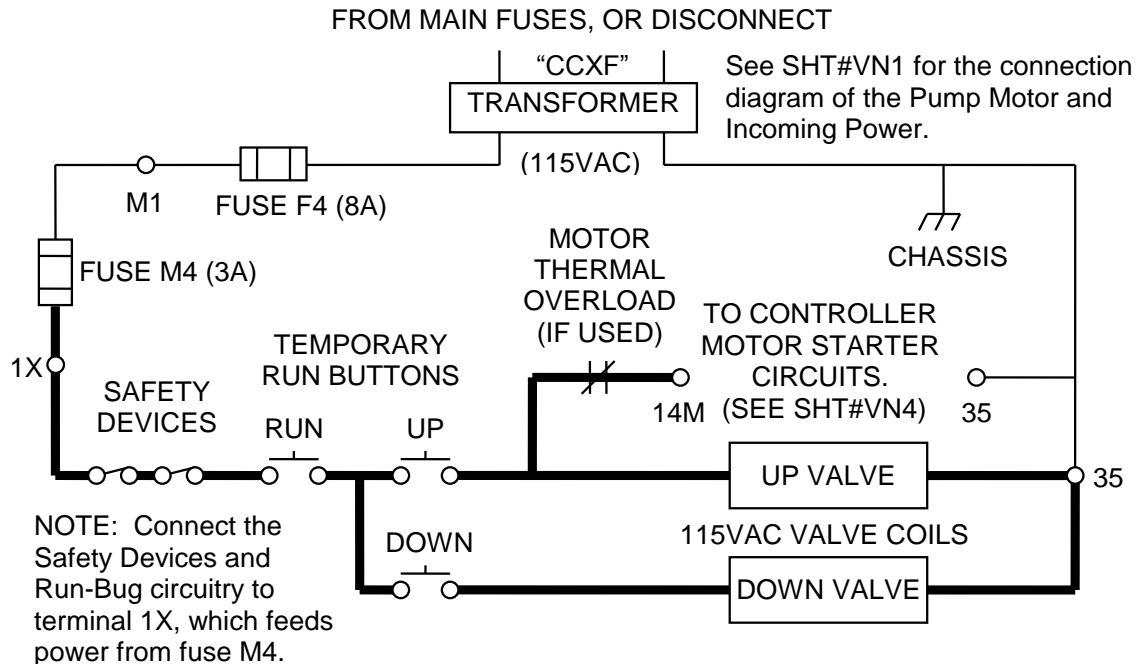 FROM MAIN FUSES, OR DISCONNECT
“CCXF”
TRANSFORMER
(115VAC)
See SHT#VN1 for the connection
diagram of the Pump Motor and
Incoming Power.
M1
FUSE F4 (8A)
FUSE M4 (3A)
CHASSIS
MOTOR
THERMAL
OVERLOAD
(IF USED)
TO CONTROLLER
MOTOR STARTER
CIRCUITS.
(SEE SHT#VN4)
14M
35
1X
SAFETY
DEVICES
TEMPORARY
RUN BUTTONS
RUN
UP
UP VALVE
35
115VAC VALVE COILS
DOWN
DOWN VALVE
NOTE: Connect the
Safety Devices and
Run-Bug circuitry to
terminal 1X, which feeds
power from fuse M4.